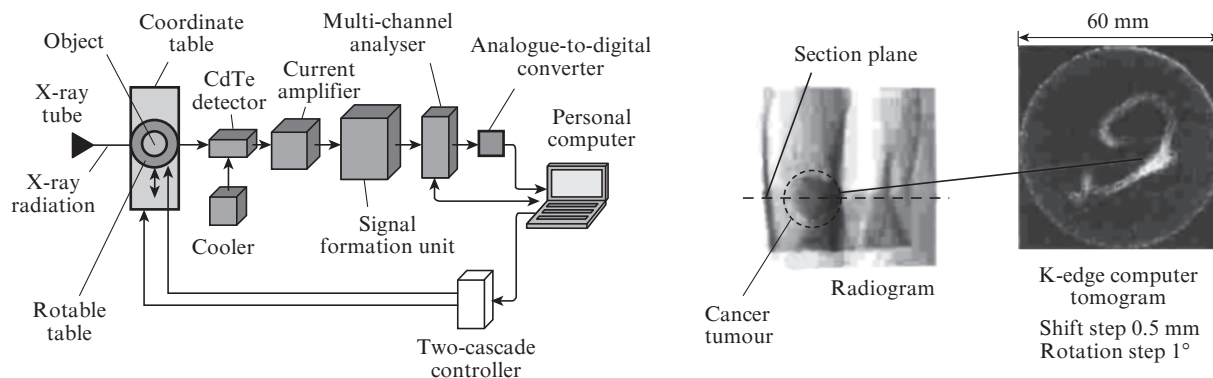 Object
Coordinate
table
X-ray
tube
X-ray
radiation
Rotable
table
CdTe
detector
Cooler
Current
amplifier
Signal
formation unit
Multi-channel
analyser
Analogue-to-digital
converter
Personal
computer
Two-cascade
controller
Section plane
Cancer
tumour
Radiogram
60 mm
K-edge computer
tomogram
Shift step 0.5 mm
Rotation step 1°